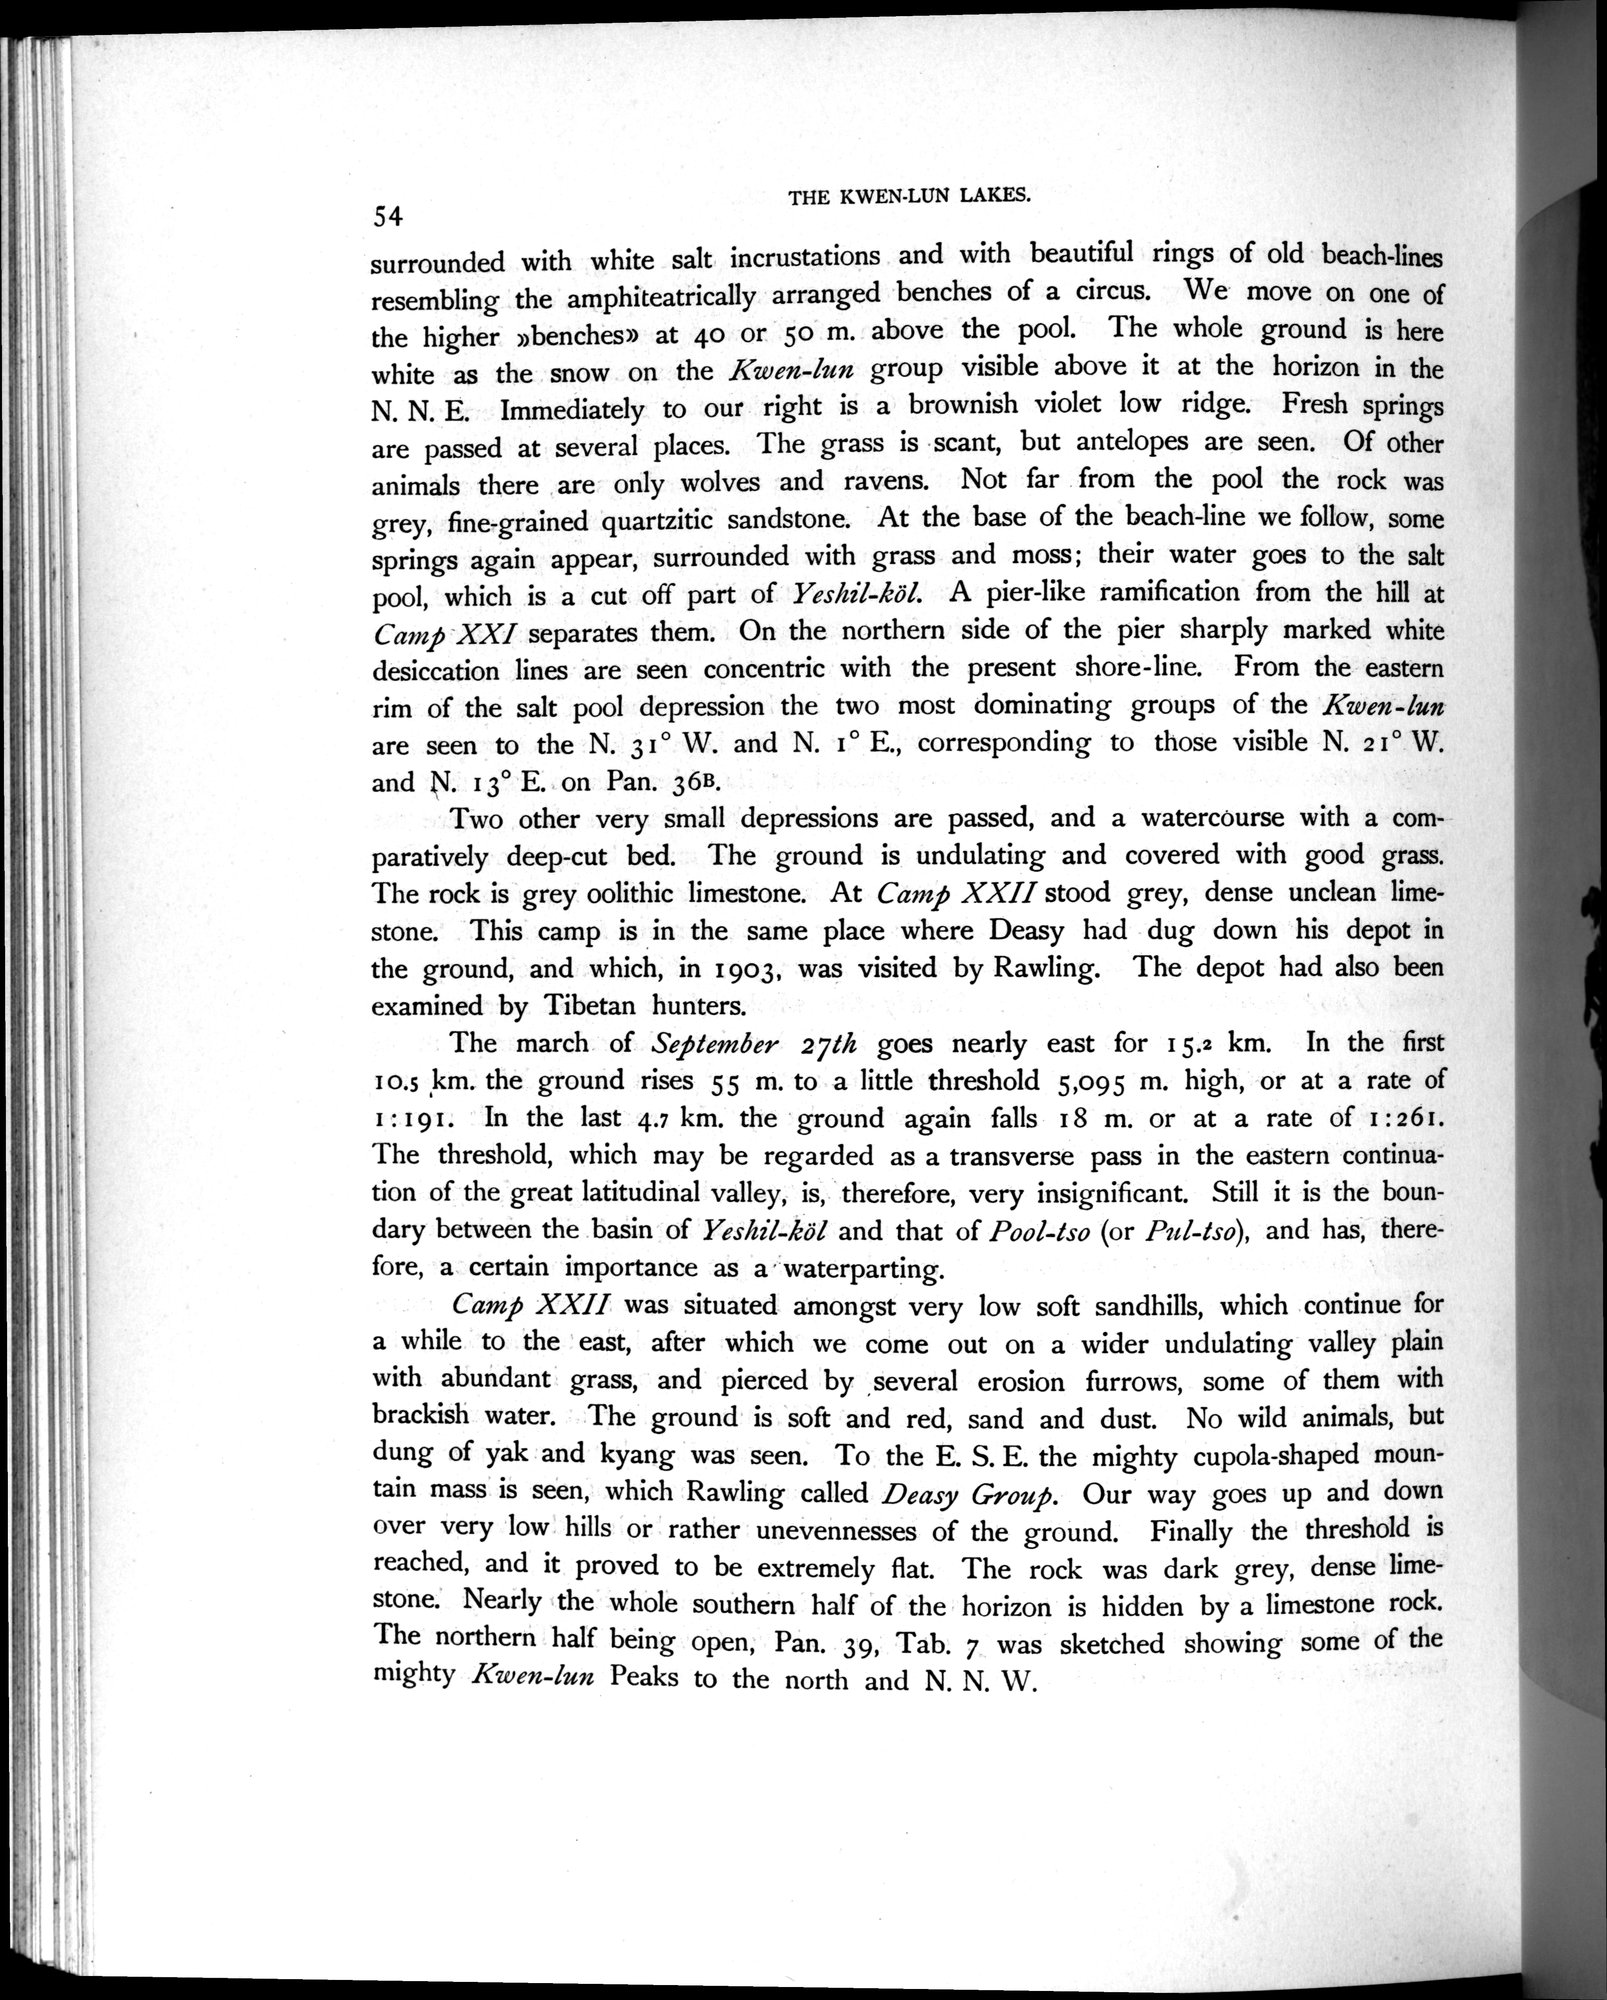 THE KWEN-LUN LAKES.
54
surrounded with white salt incrustations and with beautiful rings of old beach-lines
resembling the amphiteatrically arranged benches of a circus. We move on one of
the higher »benches» at 40 or 50 m. above the pool. The whole ground is here
white as the snow on the Kwen-lun group visible above it at the horizon in the
N. N. E. Immediately to our right is a brownish violet low ridge. Fresh springs
are passed at several places. The grass is scant, but antelopes are seen. Of other
animals there are only wolves and ravens. Not far from the pool the rock was
grey, fine-grained quartzitic sandstone. At the base of the beach-line we follow, some
springs again appear, surrounded with grass and moss; their water goes to the salt
pool, which is a cut off part of Yeshil-köl. A pier-like ramification from the hill at
Camp XXI separates them. On the northern side of the pier sharply marked white
desiccation lines are seen concentric with the present shore-line. From the eastern
rim of the salt pool depression the two most dominating groups of the Kwen-lun
are seen to the N. 31° W. and N. 1° E., corresponding to those visible N. 21° W.
and N. 13° E. on Pan. 36B.
Two other very small depressions are passed, and a watercourse with a com-
paratively deep-cut bed. The ground is undulating and covered with good grass.
The rock is grey oolithic limestone. At Camp XXII stood grey, dense unclean lime-
stone. This camp is in the same place where Deasy had dug down his depot in
the ground, and which, in 1903, was visited by Rawling. The depot had also been
examined by Tibetan hunters.
The march of September 27th goes nearly east for 15.2 km. In the first
10.5 km. the ground rises 55 m. to a little threshold 5,095 m. high, or at a rate of
1:191. In the last 4.7 km. the ground again falls 18 m. or at a rate of 1:261.
The threshold, which may be regarded as a transverse pass in the eastern continua-
tion of the great latitudinal valley, is, therefore, very insignificant. Still it is the boun-
dary between the basin of Yeshil-köl and that of Pool-tso (or Pul-tso), and has, there-
fore, a certain importance as a waterparting.
Camp XXII was situated amongst very low soft sandhills, which continue for
a while to the east, after which we come out on a wider undulating valley plain
with abundant grass, and pierced by several erosion furrows, some of them with
brackish water. The ground is soft and red, sand and dust. No wild animals, but
dung of yak and kyang was seen. To the E. S. E. the mighty cupola-shaped moun-
tain mass is seen, which Rawling called Deasy Group. Our way goes up and down
over very low hills or rather unevennesses of the ground. Finally the threshold is
reached, and it proved to be extremely flat. The rock was dark grey, dense lime-
stone. Nearly the whole southern half of the horizon is hidden by a limestone rock.
The northern half being open, Pan. 39, Tab. 7 was sketched showing some of the
mighty Kwen-lun Peaks to the north and N. N. W.